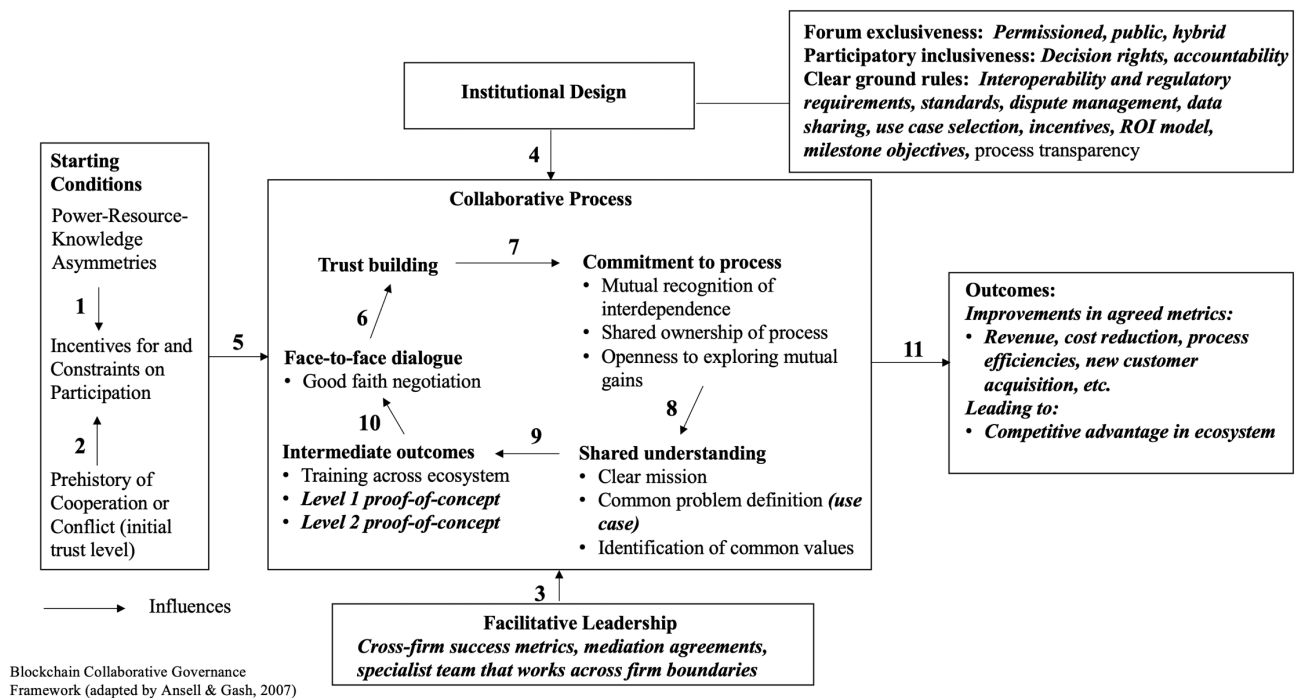 Forum exclusiveness: Permissioned, public, hybrid
Participatory inclusiveness: Decision rights, accountability
Clear ground rules: Interoperability and regulatory
requirements, standards, dispute management, data
sharing, use case selection, incentives, ROI model,
milestone objectives, process transparency
Institutional Design
4
Starting
Conditions
Power-Resource-
Knowledge
Asymmetries
1
Incentives for and
Constraints on
Participation
2
Prehistory of
Cooperation or
Conflict (initial
trust level)
5
Collaborative Process
Trust building
7
Commitment to process
• Mutual recognition of
interdependence
• Shared ownership of process
• Openness to exploring mutual
gains
6
Face-to-face dialogue
• Good faith negotiation
8
10
9
Intermediate outcomes
• Training across ecosystem
• Level 1 proof-of-concept
• Level 2 proof-of-concept
Shared understanding
• Clear mission
• Common problem definition (use
case)
• Identification of common values
11
Outcomes:
Improvements in agreed metrics:
• Revenue, cost reduction, process
efficiencies, new customer
acquisition, etc.
Leading to:
• Competitive advantage in ecosystem
3
Facilitative Leadership
Cross-firm success metrics, mediation agreements,
specialist team that works across firm boundaries
Influences
Blockchain Collaborative Governance
Framework (adapted by Ansell & Gash, 2007)